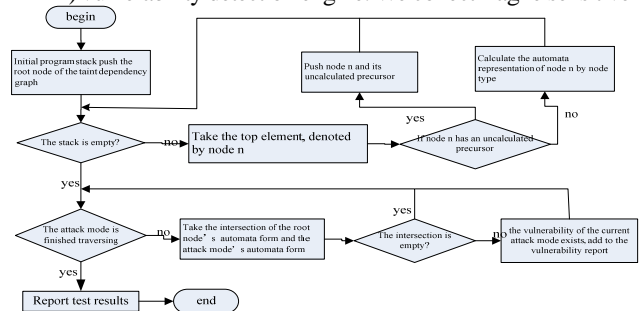 begin
Initial program stack push the
root node of the taint dependency
graph
Push node n and its
uncalculated precursor
Calculate the automata
representation of node n by node
type
yes
no
The stack is empty?
no
Take the top element, denoted
by node n
If node n has an uncalculated
precursor
yes
yes
The attack mode is
finished traversing
no
Take the intersection of the root
node's automata form and the
attack mode's automata form
The intersection is
empty?
no
the vulnerability of the current
attack mode exists, add to the
vulnerability report
yes
Report test results
end